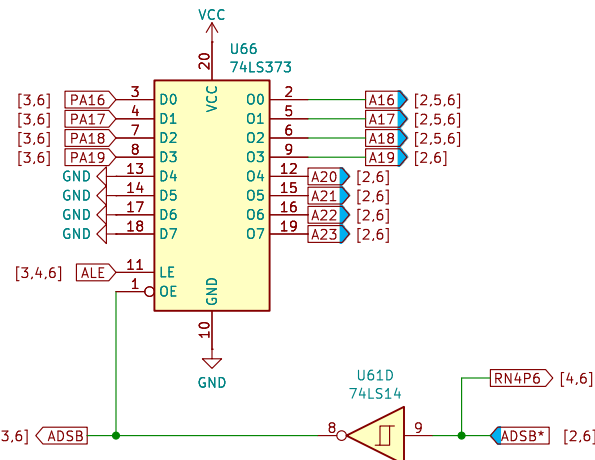 VCC
U66
74LS373
20
VCC
[3,6] PA16 3 D0 O0 2 A16 [2,5,6]
[3,6] PA17 4 D1 O1 5 A17 [2,5,6]
[3,6] PA18 7 D2 O2 6 A18 [2,5,6]
[3,6] PA19 8 D3 O3 9 A19 [2,6]
GND 13 D4 O4 12 A20 [2,6]
GND 14 D5 O5 15 A21 [2,6]
GND 17 D6 O6 16 A22 [2,6]
GND 18 D7 O7 19 A23 [2,6]
[3,4,6] ALE 11 LE
1 OE
GND
10
GND
U61D
74LS14
RN4P6 [4,6]
3,6] ADSB 8 9 ADSB* [2,6]